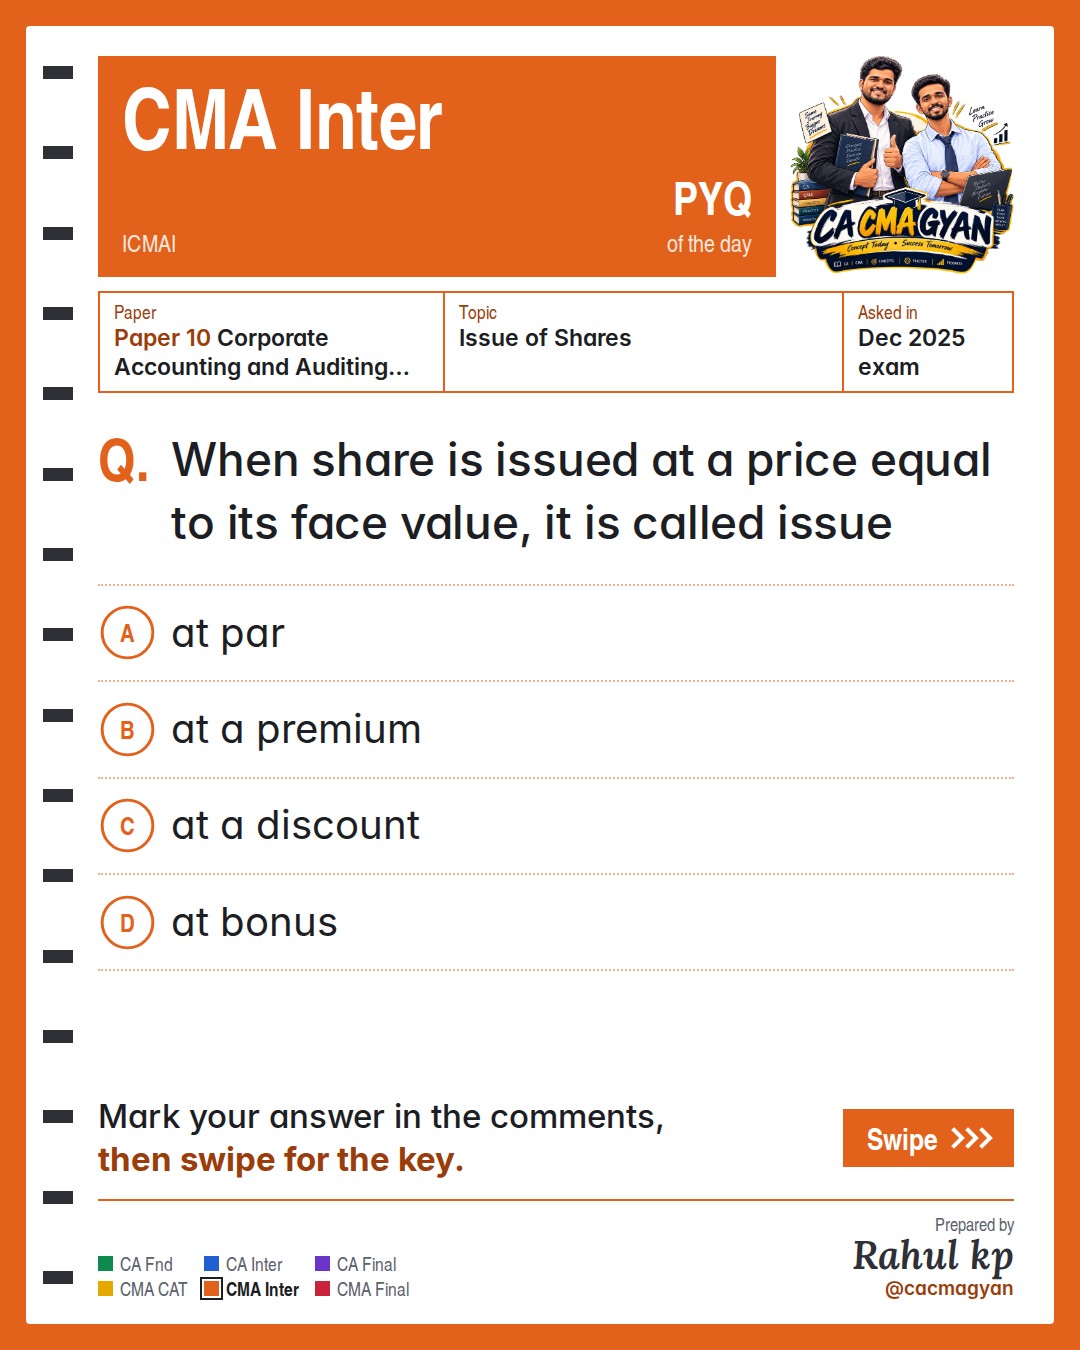 CMA Inter
PYQ
ICMAI
of the day
Learn
Practice
Grow
CA CMA GYAN
Concept Today • Success Tomorrow
Paper
Paper 10 Corporate
Accounting and Auditing...
Topic
Issue of Shares
Asked in
Dec 2025
exam
Q. When share is issued at a price equal
to its face value, it is called issue
A at par
B at a premium
C at a discount
D at bonus
Mark your answer in the comments,
then swipe for the key.
Swipe
Prepared by
Rahul kp
@cacmagyan
CA Fnd CA Inter CA Final
CMA CAT CMA Inter CMA Final